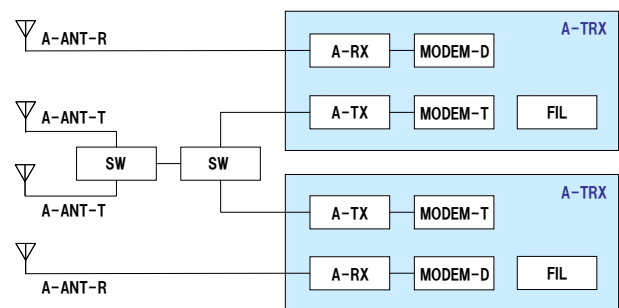 A-TRX
A-ANT-R
A-RX
MODEM-D
A-ANT-T
A-TX
MODEM-T
FIL
SW
SW
A-TRX
A-ANT-T
A-TX
MODEM-T
A-RX
MODEM-D
FIL
A-ANT-R